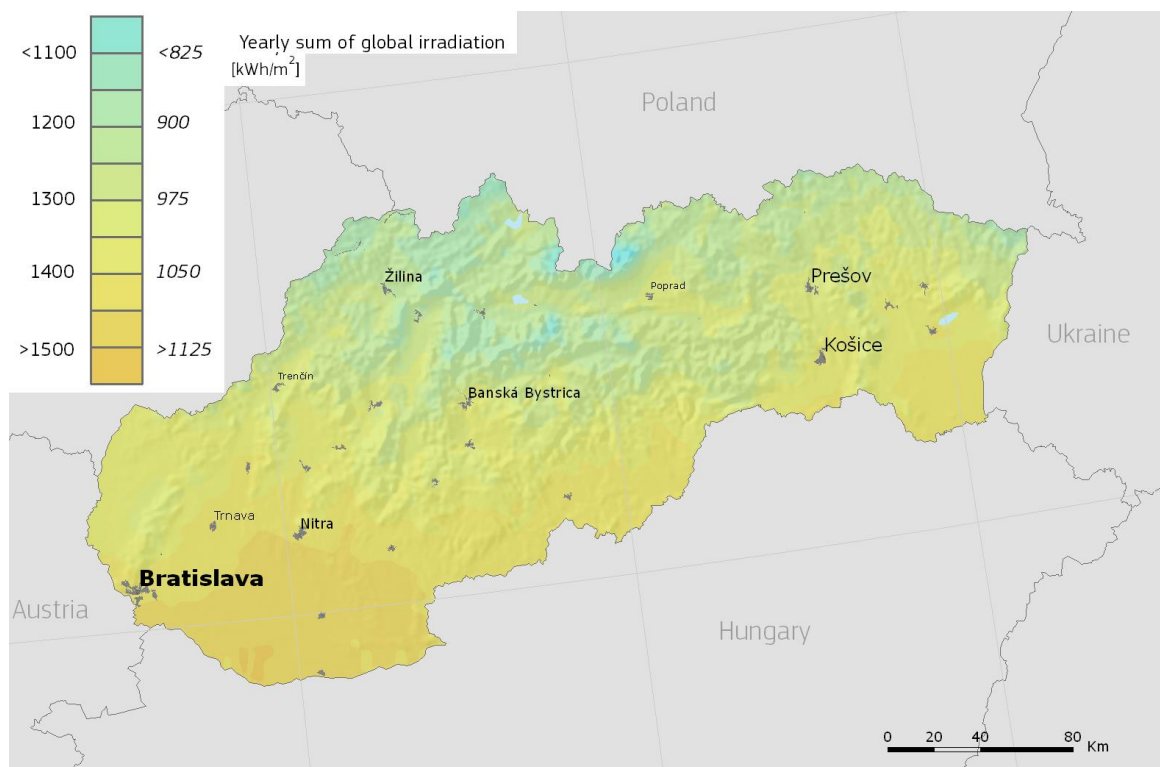 Yearly sum of global irradiation
[kWh/m²]
<1100 <825
1200 900
1300 975
1400 1050
>1500 >1125
Poland
Žilina
Poprad
Prešov
Ukraine
Košice
Trenčín
Banská Bystrica
Trnava
Nitra
Bratislava
Austria
Hungary
0 20 40 80 Km